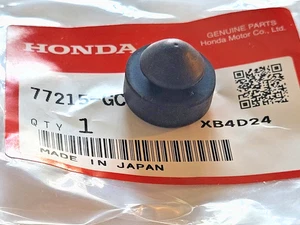 HONDA
GENUINE PARTS
Honda Motor Co., Ltd.
77215-GC
QTY 1
XB4D24
MADE IN JAPAN